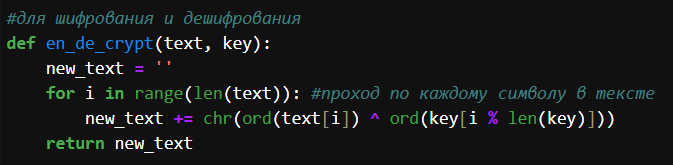 #для шифрования и дешифрования
def en_de_crypt(text, key):
    new_text = ''
    for i in range(len(text)): #проход по каждому символу в тексте
        new_text += chr(ord(text[i]) ^ ord(key[i % len(key)]))
    return new_text